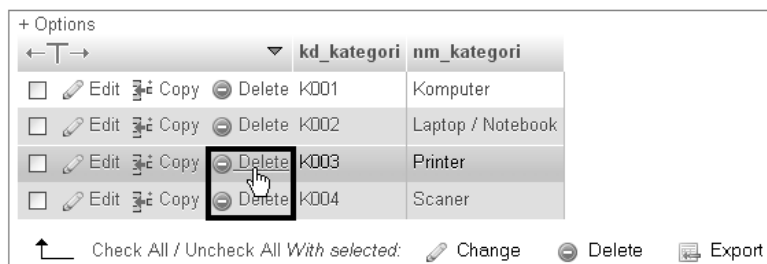 + Options
kd_kategori nm_kategori
Edit Copy Delete K001 Komputer
Edit Copy Delete K002 Laptop / Notebook
Edit Copy Delete K003 Printer
Edit Copy Delete K004 Scaner
Check All / Uncheck All With selected: Change Delete Export